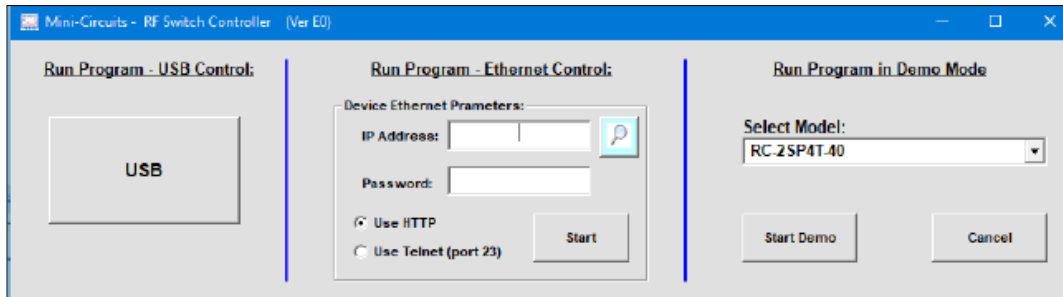 Mini-Circuits - RF Switch Controller (Ver E0)
Run Program - USB Control:
USB
Run Program - Ethernet Control:
Device Ethernet Prameters:
IP Address:
Password:
Use HTTP
Use Telnet (port 23)
Start
Run Program in Demo Mode
Select Model:
RC-2SP4T-40
Start Demo
Cancel